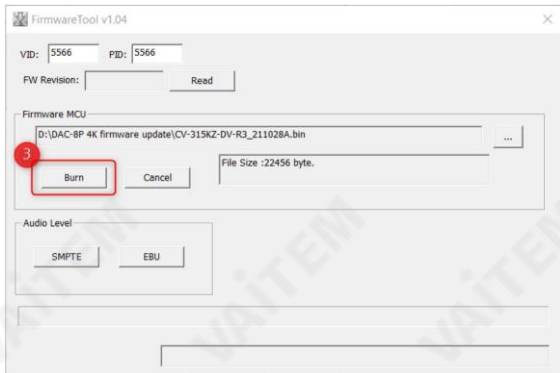 FirmwareTool v1.04
VID: 5566 PID: 5566
FW Revision: Read
Firmware MCU
D:\DAC-8P 4K firmware update\CV-315KZ-DV-R3_211028A.bin ...
3
Burn Cancel File Size :22456 byte.
Audio Level
SMPTE EBU
VAITEM
VAITEM
VAITEM
VAITEM